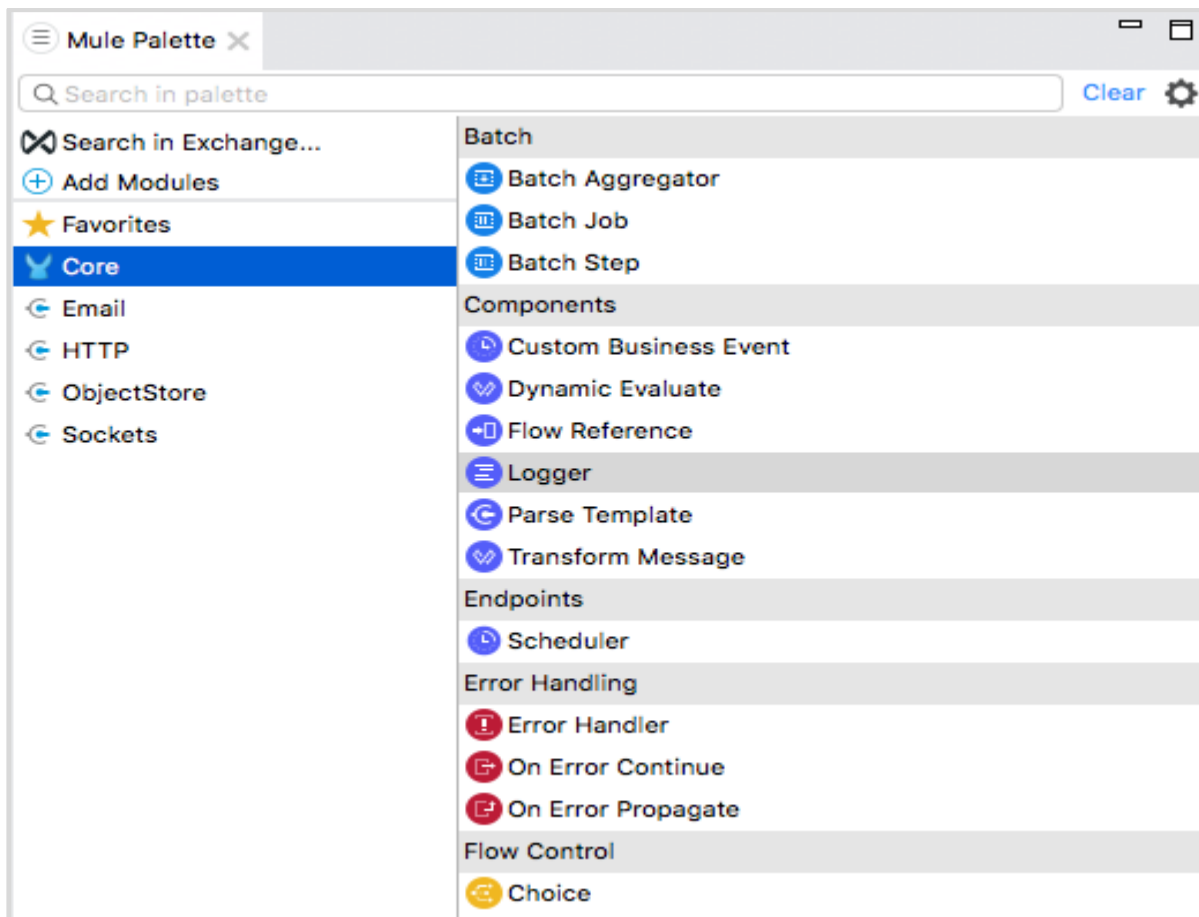 Mule Palette
Search in palette
Clear
Search in Exchange...
Add Modules
Favorites
Core
Email
HTTP
ObjectStore
Sockets
Batch
Batch Aggregator
Batch Job
Batch Step
Components
Custom Business Event
Dynamic Evaluate
Flow Reference
Logger
Parse Template
Transform Message
Endpoints
Scheduler
Error Handling
Error Handler
On Error Continue
On Error Propagate
Flow Control
Choice